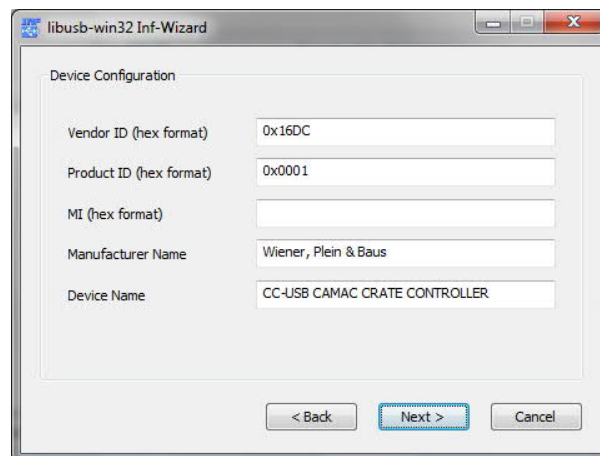 libusb-win32 Inf-Wizard
Device Configuration
Vendor ID (hex format) 0x16DC
Product ID (hex format) 0x0001
MI (hex format)
Manufacturer Name Wiener, Plein & Baus
Device Name CC-USB CAMAC CRATE CONTROLLER
< Back Next > Cancel